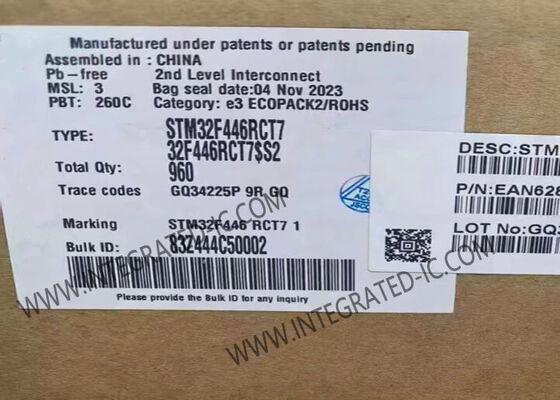 Manufactured under patents or patents pending
Assembled in : CHINA
Pb-free 2nd Level Interconnect
MSL: 3 Bag seal date:04 Nov 2023
PBT: 260C Category: e3 ECOPACK2/ROHS
TYPE: STM32F446RCT7
32F446RCT7$S2
Total Qty: 960
Trace codes GQ34225P 9R GQ
Marking STM32F446 RCT7 1
Bulk ID: 83Z444C50002
Please provide the Bulk ID for any inquiry
DESC:STM
P/N:EAN628
LOT No:GQ3
WWW.INTEGRATED-IC.COM
WWW.INTEGRATED-IC.COM